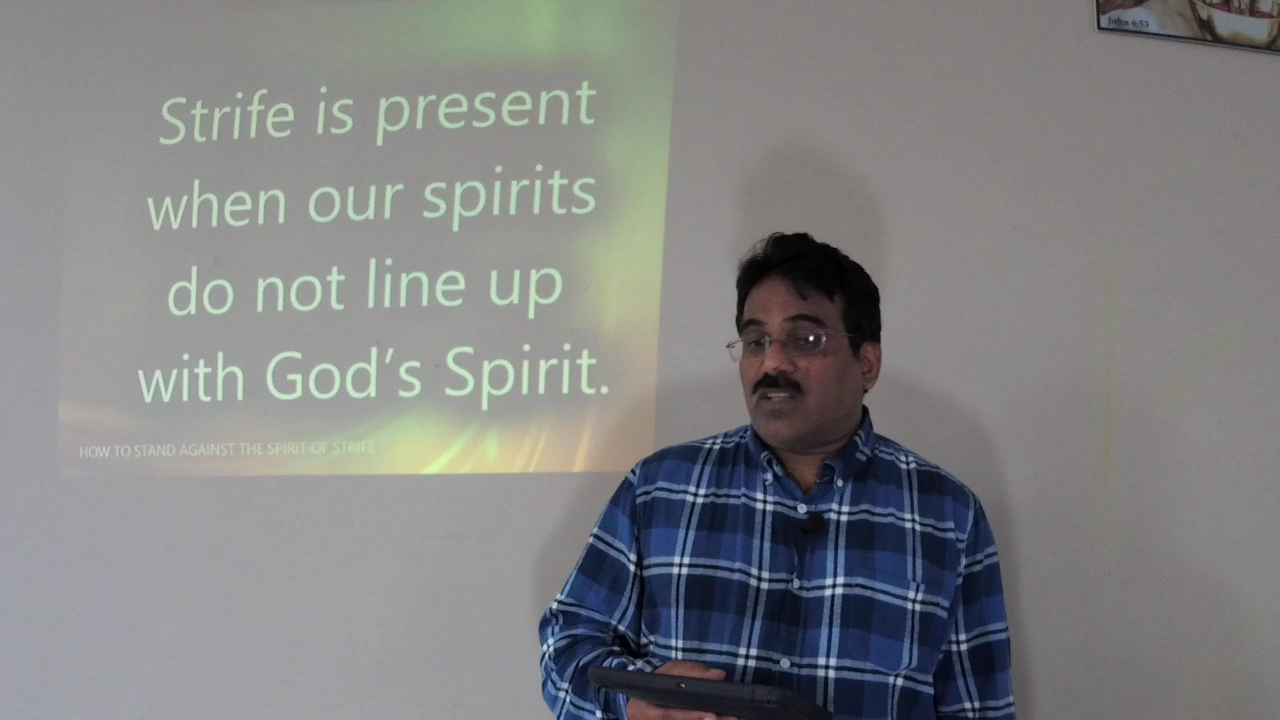 Strife is present
when our spirits
do not line up
with God's Spirit.
HOW TO STAND AGAINST THE SPIRIT OF STRIFE
John 6:53